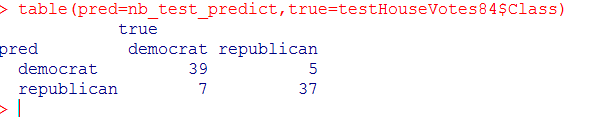 > table(pred=nb_test_predict,true=testHouseVotes84$Class)
            true
pred         democrat republican
  democrat         39          5
  republican        7         37
>